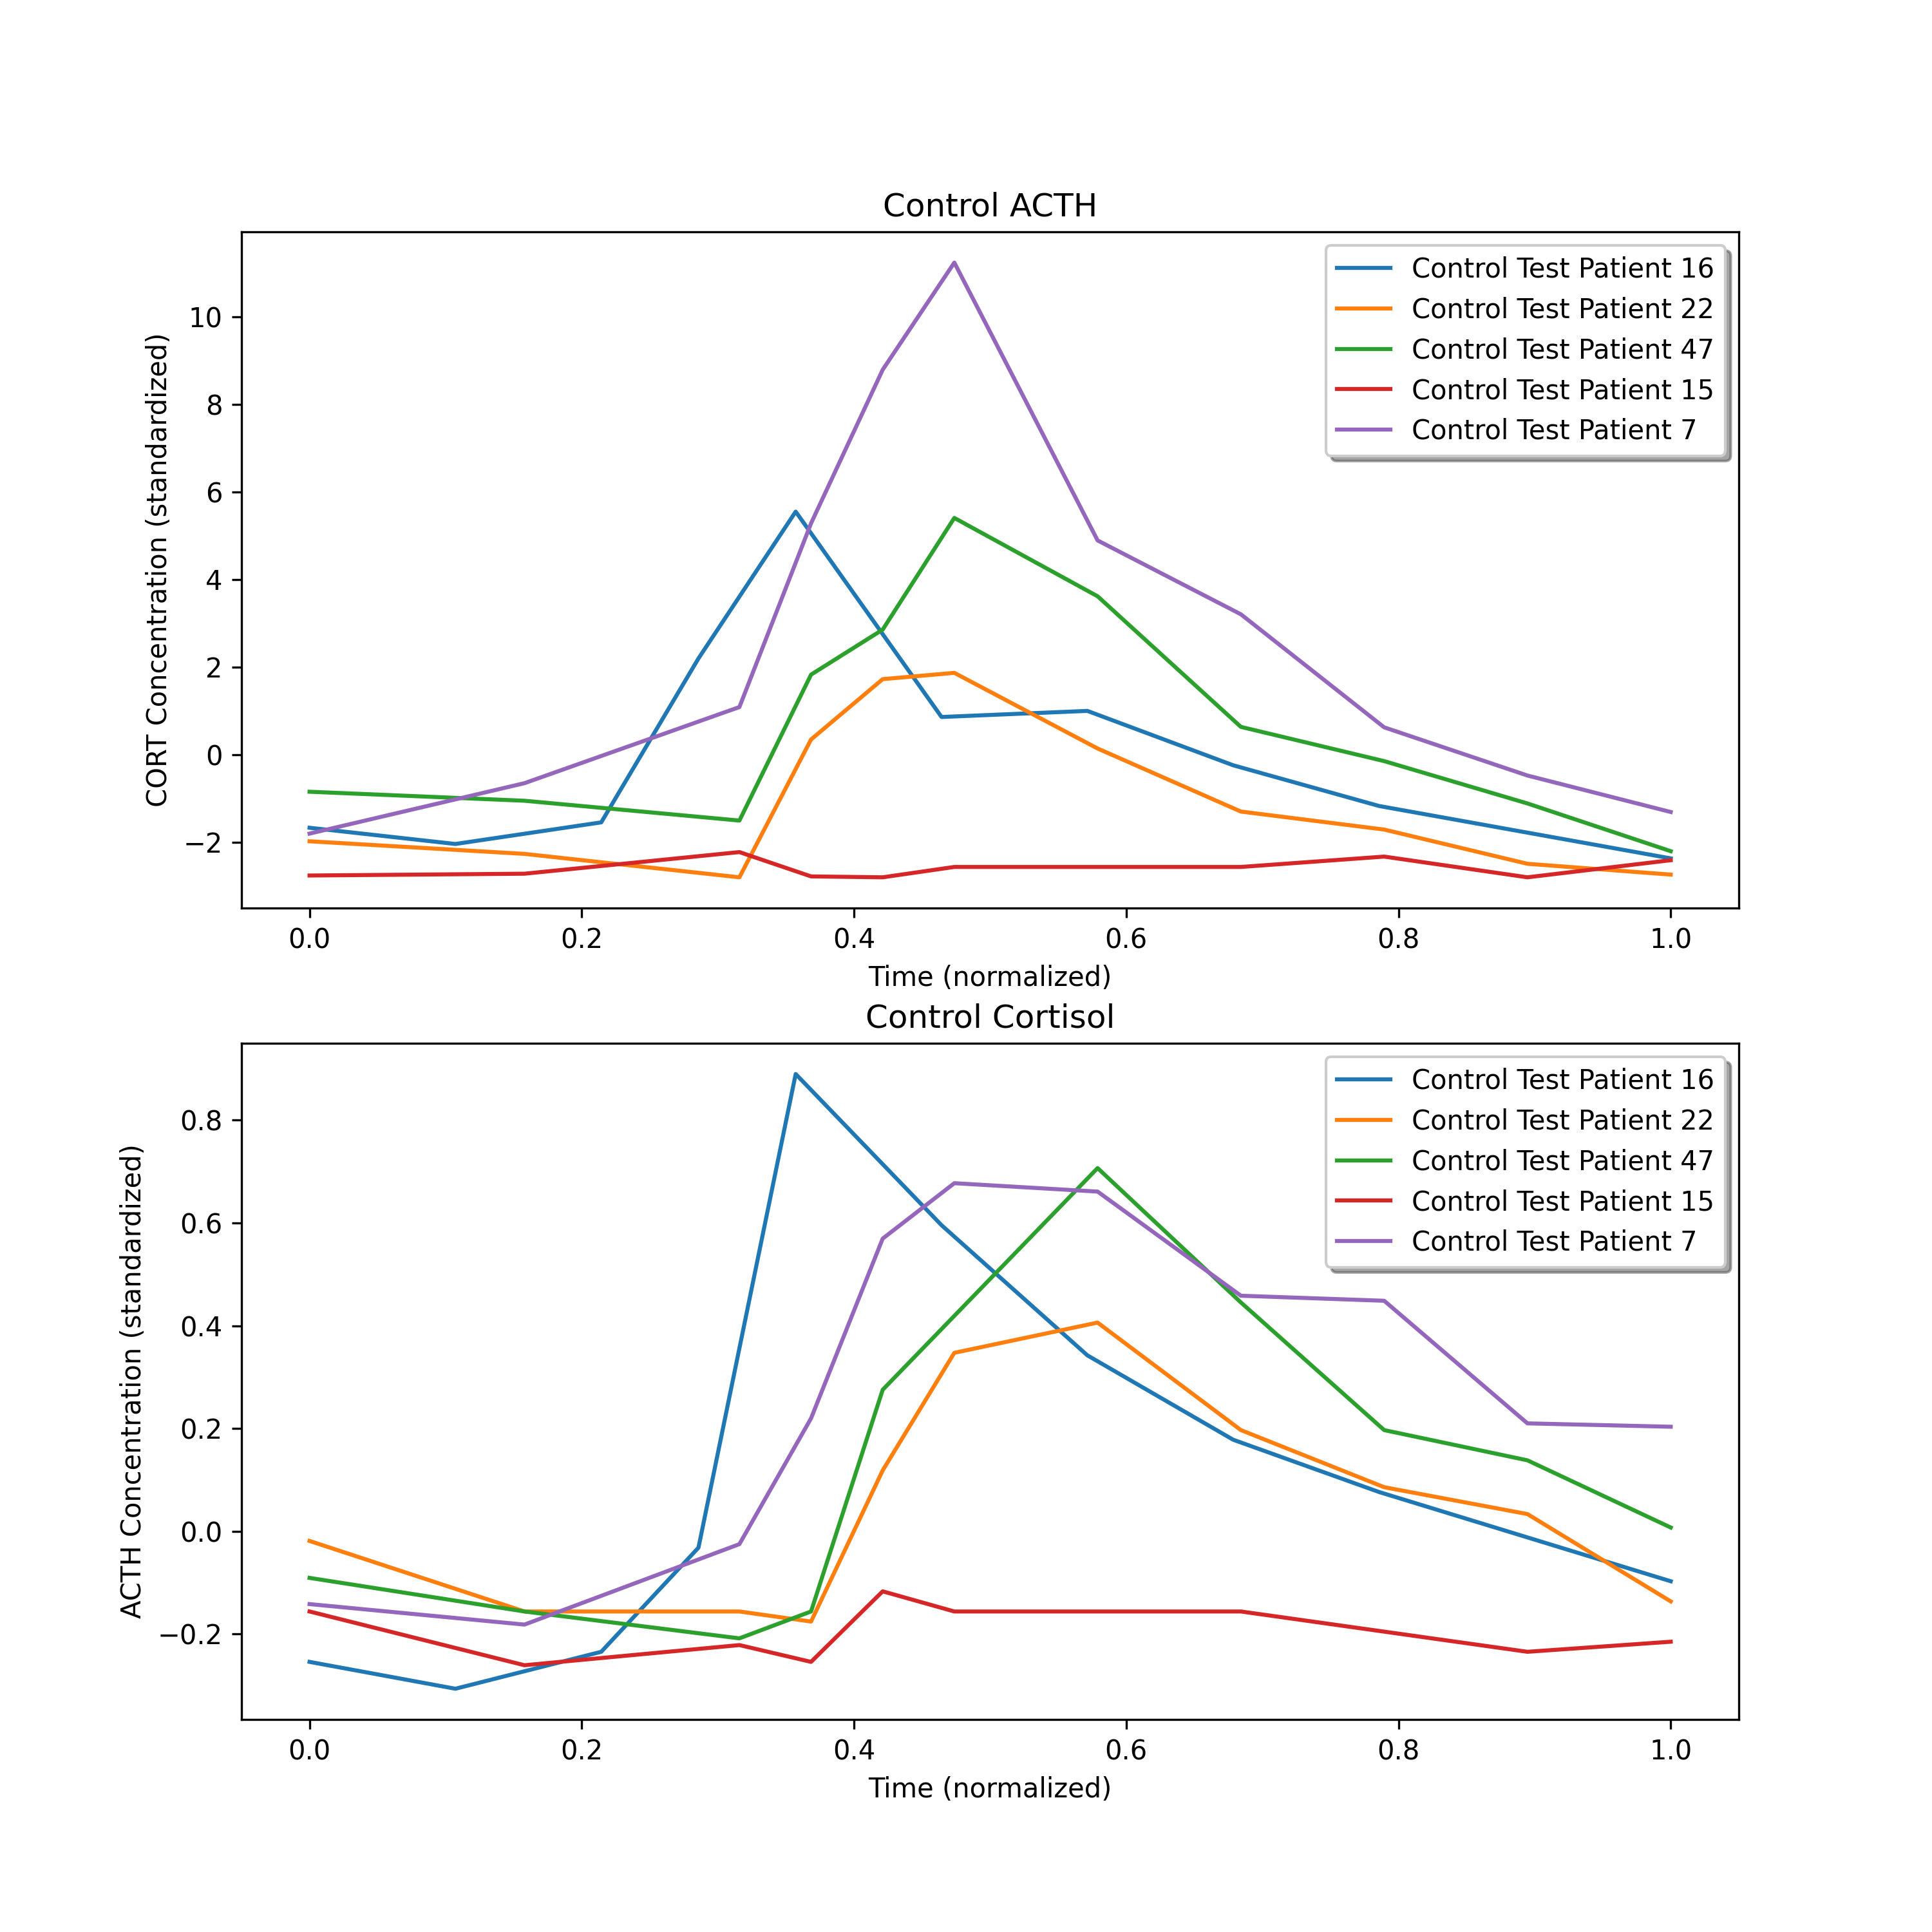 Control ACTH
CORT Concentration (standardized)
10
8
6
4
2
0
−2
Control Test Patient 16
Control Test Patient 22
Control Test Patient 47
Control Test Patient 15
Control Test Patient 7
0.0 0.2 0.4 0.6 0.8 1.0
Time (normalized)
Control Cortisol
ACTH Concentration (standardized)
0.8
0.6
0.4
0.2
0.0
−0.2
Control Test Patient 16
Control Test Patient 22
Control Test Patient 47
Control Test Patient 15
Control Test Patient 7
0.0 0.2 0.4 0.6 0.8 1.0
Time (normalized)